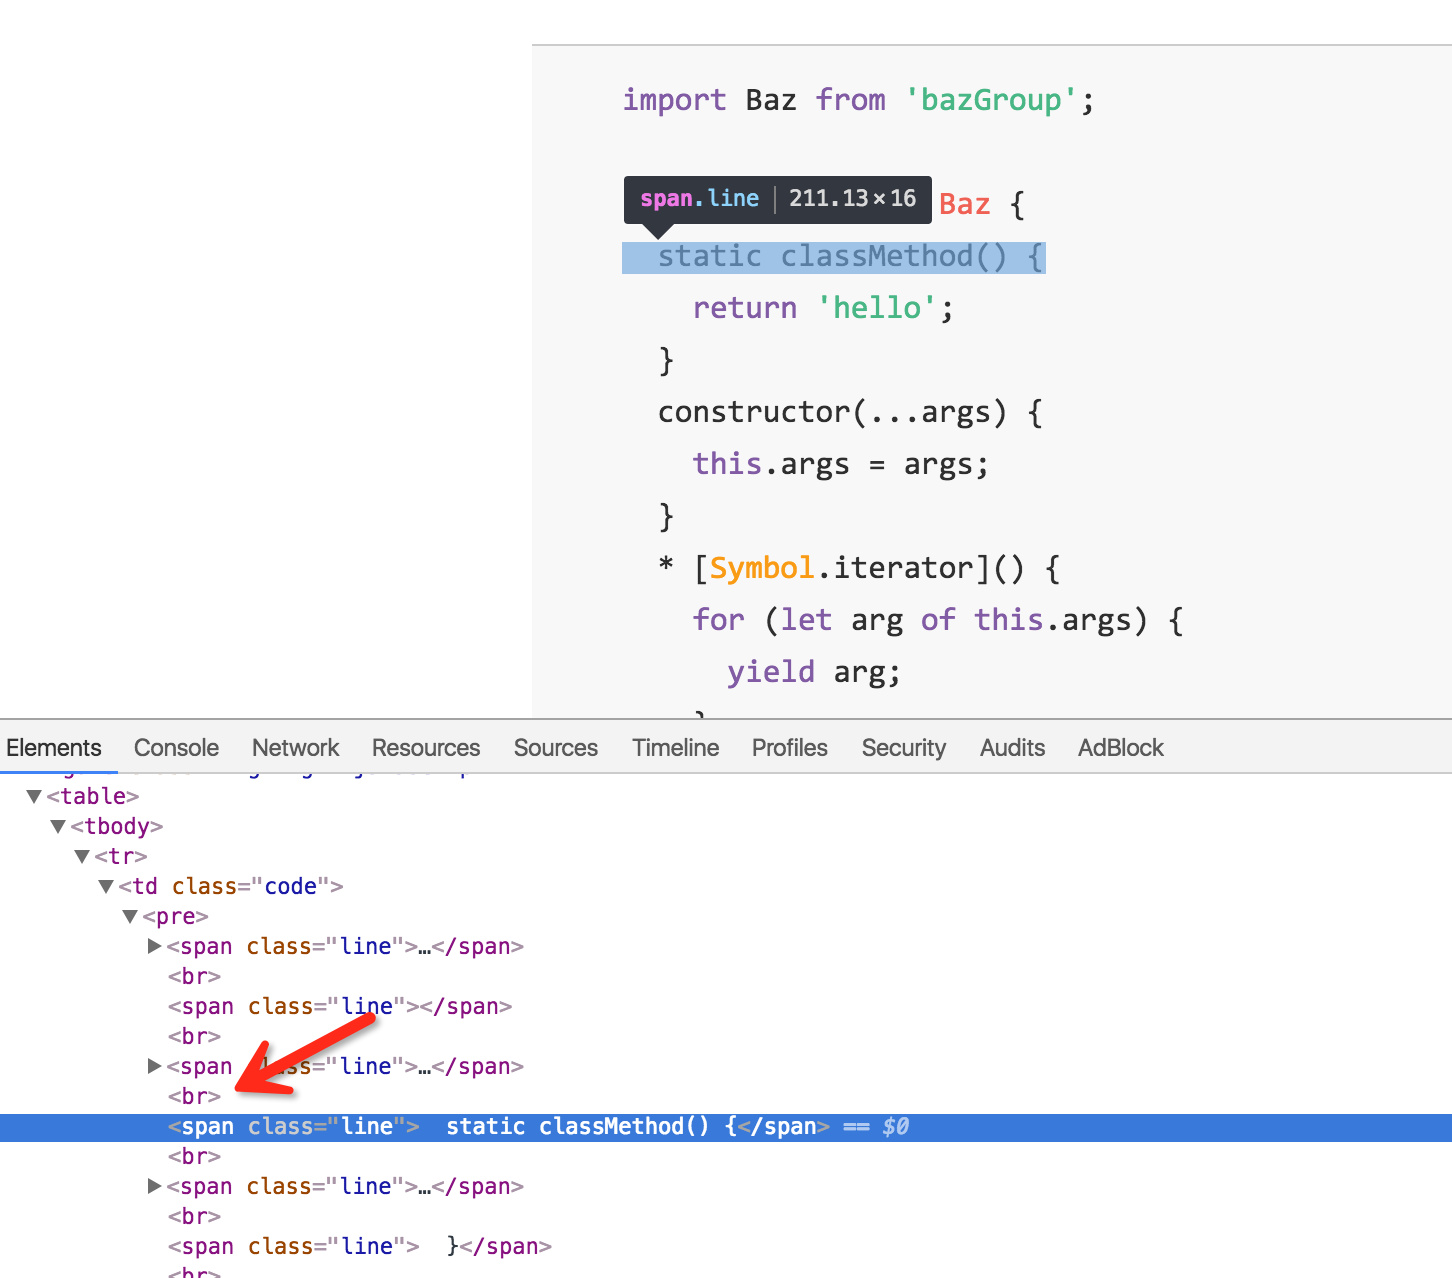 import Baz from 'bazGroup';
span.line | 211.13×16 Baz {
static classMethod() {
return 'hello';
}
constructor(...args) {
this.args = args;
}
* [Symbol.iterator]() {
for (let arg of this.args) {
yield arg;
Elements Console Network Resources Sources Timeline Profiles Security Audits AdBlock
▼<table>
▼<tbody>
▼<tr>
▼<td class="code">
▼<pre>
▶<span class="line">…</span>
<br>
<span class="line"></span>
<br>
▶<span class="line">…</span>
<br>
<span class="line">  static classMethod() {</span> == $0
<br>
▶<span class="line">…</span>
<br>
<span class="line">  }</span>
<br>